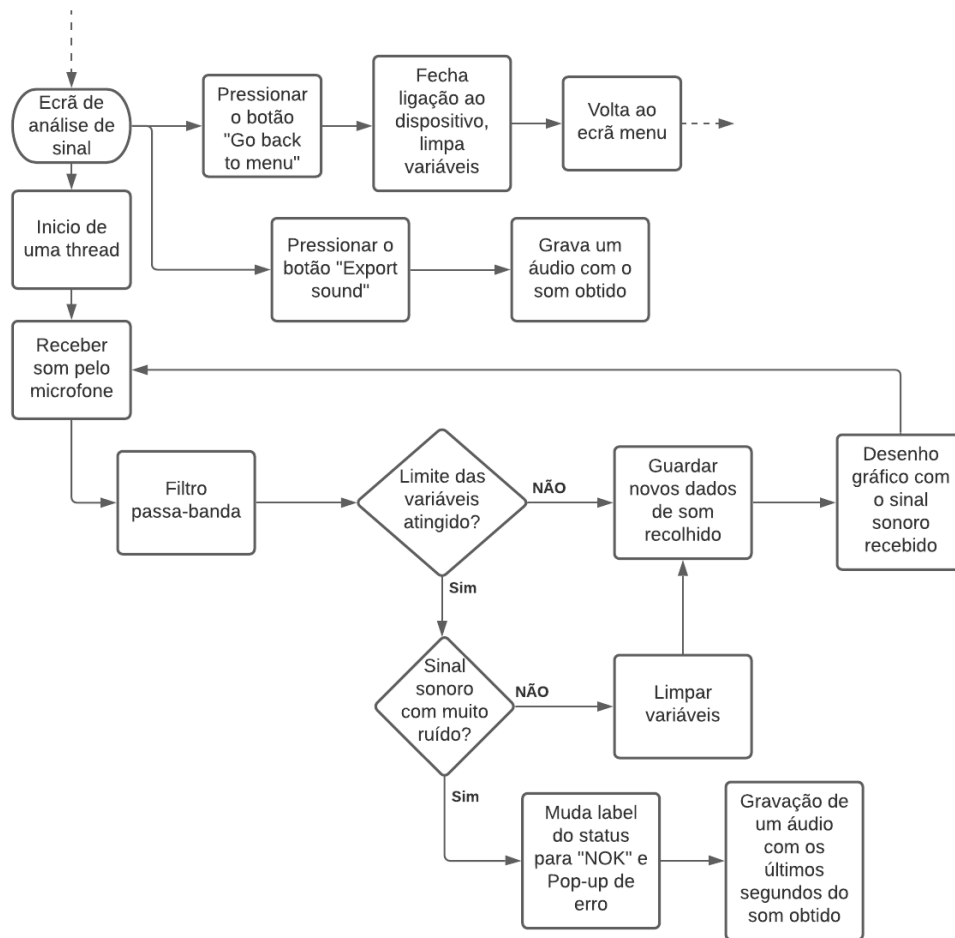 Ecrã de
análise de
sinal
Pressionar
o botão
"Go back
to menu"
Fecha
ligação ao
dispositivo,
limpa
variáveis
Volta ao
ecrã menu
Inicio de
uma thread
Pressionar o
botão "Export
sound"
Grava um
áudio com o
som obtido
Receber
som pelo
microfone
Filtro
passa-banda
Limite das
variáveis
atingido?
NÃO
Guardar
novos dados
de som
recolhido
Desenho
gráfico com
o sinal
sonoro
recebido
Sim
Sinal
sonoro
com muito
ruído?
NÃO
Limpar
variáveis
Sim
Muda label
do status
para "NOK" e
Pop-up de
erro
Gravação de
um áudio
com os
últimos
segundos do
som obtido